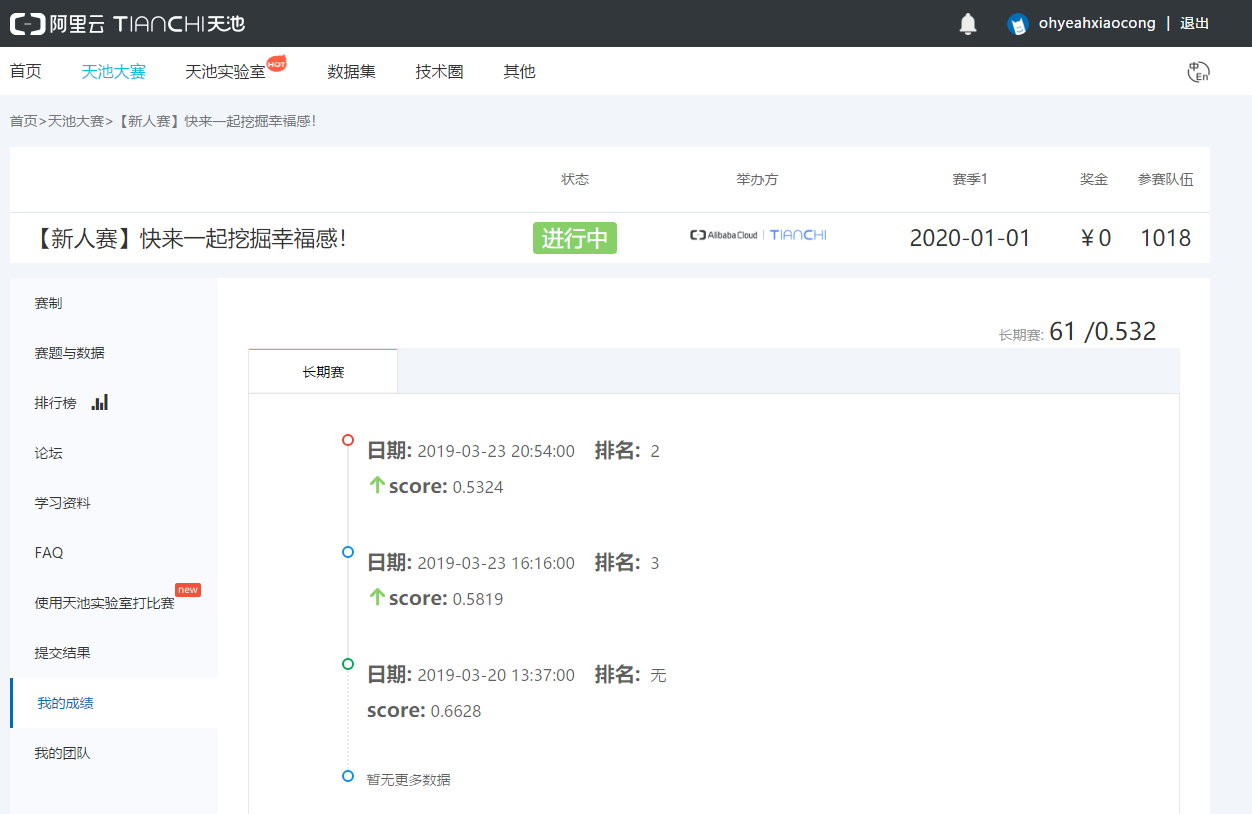 阿里云 TIANCHI天池
ohyeahxiaocong | 退出
首页 天池大赛 天池实验室 HOT 数据集 技术圈 其他 中 En
首页>天池大赛>【新人赛】快来一起挖掘幸福感!
状态 举办方 赛季1 奖金 参赛队伍
【新人赛】快来一起挖掘幸福感! 进行中 Alibaba Cloud | TIANCHI 2020-01-01 ¥0 1018
赛制
赛题与数据
排行榜
论坛
学习资料
FAQ
使用天池实验室打比赛 new
提交结果
我的成绩
我的团队
长期赛: 61 /0.532
长期赛
日期: 2019-03-23 20:54:00 排名: 2
score: 0.5324
日期: 2019-03-23 16:16:00 排名: 3
score: 0.5819
日期: 2019-03-20 13:37:00 排名: 无
score: 0.6628
暂无更多数据